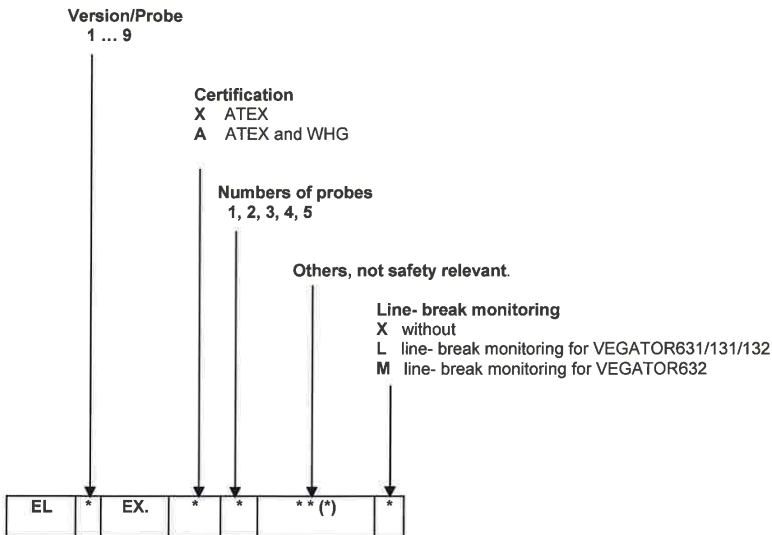 Version/Probe
1 ... 9
Certification
X ATEX
A ATEX and WHG
Numbers of probes
1, 2, 3, 4, 5
Others, not safety relevant.
Line- break monitoring
X without
L line- break monitoring for VEGATOR631/131/132
M line- break monitoring for VEGATOR632
EL * EX. * * * * (*) *